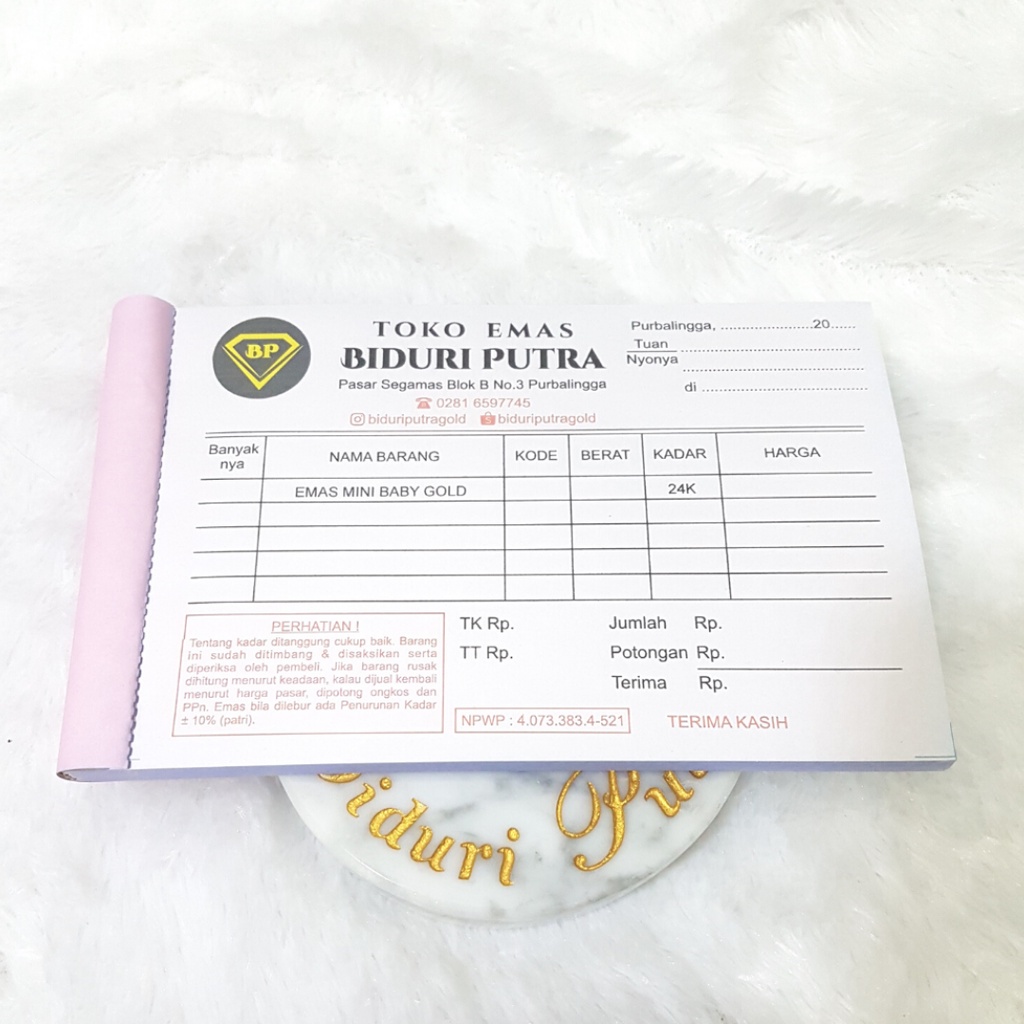 BP
TOKO EMAS
BIDURI PUTRA
Pasar Segamas Blok B No.3 Purbalingga
0281 6597745
biduriputragold biduriputragold
Purbalingga, .......................20......
Tuan
Nyonya
di
Banyak nya NAMA BARANG KODE BERAT KADAR HARGA
EMAS MINI BABY GOLD 24K
PERHATIAN !
Tentang kadar ditanggung cukup baik. Barang
ini sudah ditimbang & disaksikan serta
diperiksa oleh pembeli. Jika barang rusak
dihitung menurut keadaan, kalau dijual kembali
menurut harga pasar, dipotong ongkos dan
PPn. Emas bila dilebur ada Penurunan Kadar
± 10% (patri).
TK Rp.
TT Rp.
Jumlah Rp.
Potongan Rp.
Terima Rp.
NPWP : 4.073.383.4-521
TERIMA KASIH
Biduri Pu